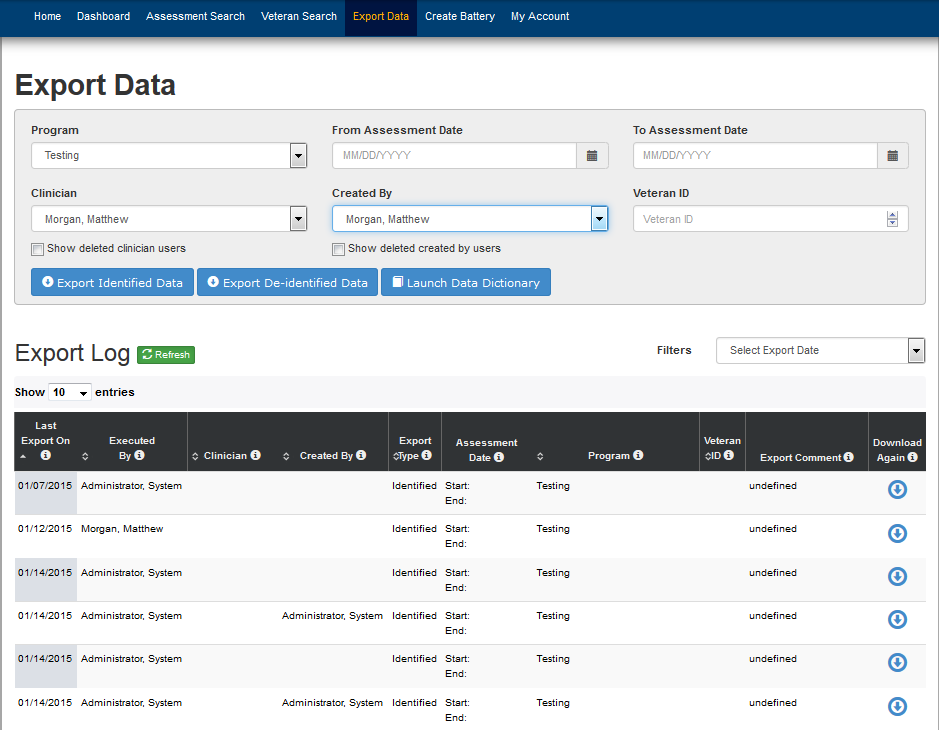 Home Dashboard Assessment Search Veteran Search Export Data Create Battery My Account
Export Data
Program From Assessment Date To Assessment Date
Testing MM/DD/YYYY MM/DD/YYYY
Clinician Created By Veteran ID
Morgan, Matthew Morgan, Matthew Veteran ID
Show deleted clinician users Show deleted created by users
Export Identified Data Export De-identified Data Launch Data Dictionary
Export Log Refresh Filters Select Export Date
Show 10 entries
Last Export On Executed By Clinician Created By Export Type Assessment Date Program Veteran ID Export Comment Download Again
01/07/2015 Administrator, System Identified Start: Testing undefined
End:
01/12/2015 Morgan, Matthew Identified Start: Testing undefined
End:
01/14/2015 Administrator, System Identified Start: Testing undefined
End:
01/14/2015 Administrator, System Administrator, System Identified Start: Testing undefined
End:
01/14/2015 Administrator, System Identified Start: Testing undefined
End:
01/14/2015 Administrator, System Administrator, System Identified Start: Testing undefined
End: